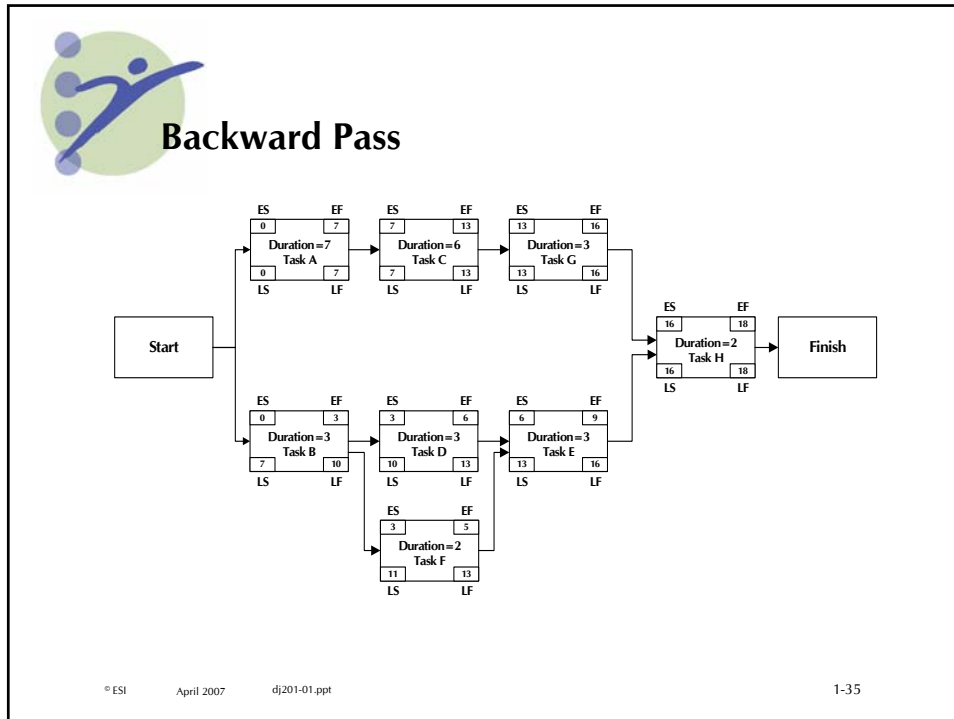 Backward Pass
ES EF ES EF ES EF
0 7 7 13 13 16
Duration=7 Duration=6 Duration=3
Task A Task C Task G
0 7 7 13 13 16
LS LF LS LF LS LF
ES EF
16 18
Start Duration=2 Finish
Task H
16 18
LS LF
ES EF ES EF ES EF
0 3 3 6 6 9
Duration=3 Duration=3 Duration=3
Task B Task D Task E
7 10 10 13 13 16
LS LF LS LF LS LF
ES EF
3 5
Duration=2
Task F
11 13
LS LF
© ESI April 2007 dj201-01.ppt 1-35